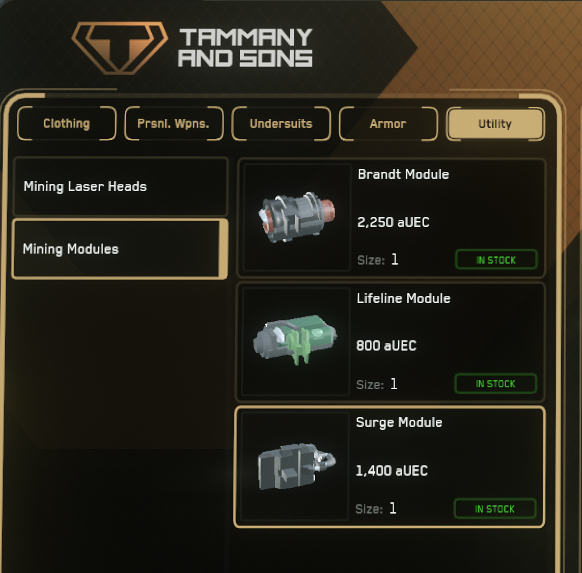 TAMMANY
AND SONS
Clothing
Prsnl. Wpns.
Undersuits
Armor
Utility
Mining Laser Heads
Mining Modules
Brandt Module
2,250 aUEC
Size: 1
IN STOCK
Lifeline Module
800 aUEC
Size: 1
IN STOCK
Surge Module
1,400 aUEC
Size: 1
IN STOCK